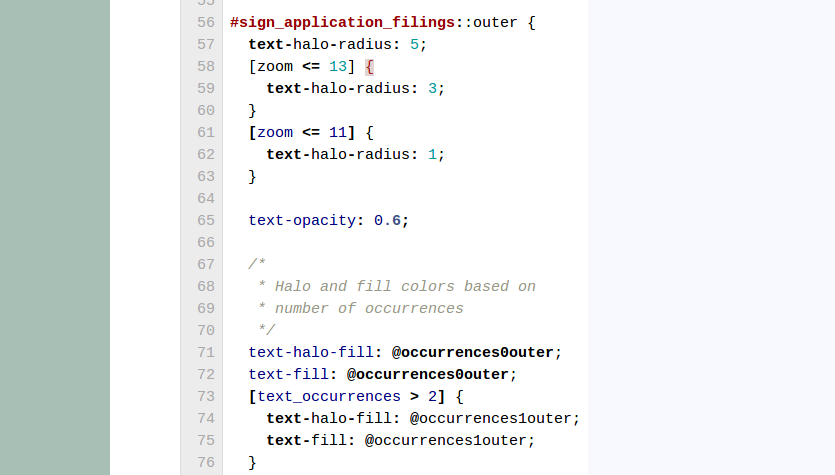 55
56 #sign_application_filings::outer {
57 text-halo-radius: 5;
58 [zoom <= 13] {
59 text-halo-radius: 3;
60 }
61 [zoom <= 11] {
62 text-halo-radius: 1;
63 }
64
65 text-opacity: 0.6;
66
67 /*
68 * Halo and fill colors based on
69 * number of occurrences
70 */
71 text-halo-fill: @occurrences0outer;
72 text-fill: @occurrences0outer;
73 [text_occurrences > 2] {
74 text-halo-fill: @occurrences1outer;
75 text-fill: @occurrences1outer;
76 }